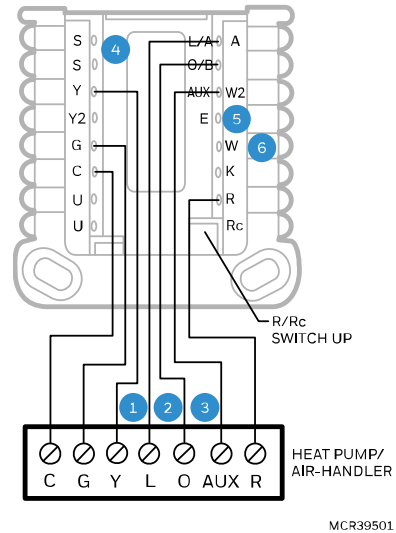 S 4 L/A A
S O/B
Y AUX W2
Y2 E 5
G W 6
C K
U R
U Rc
R/Rc
SWITCH UP
1 2 3
C G Y L O AUX R
HEAT PUMP/
AIR-HANDLER
MCR39501